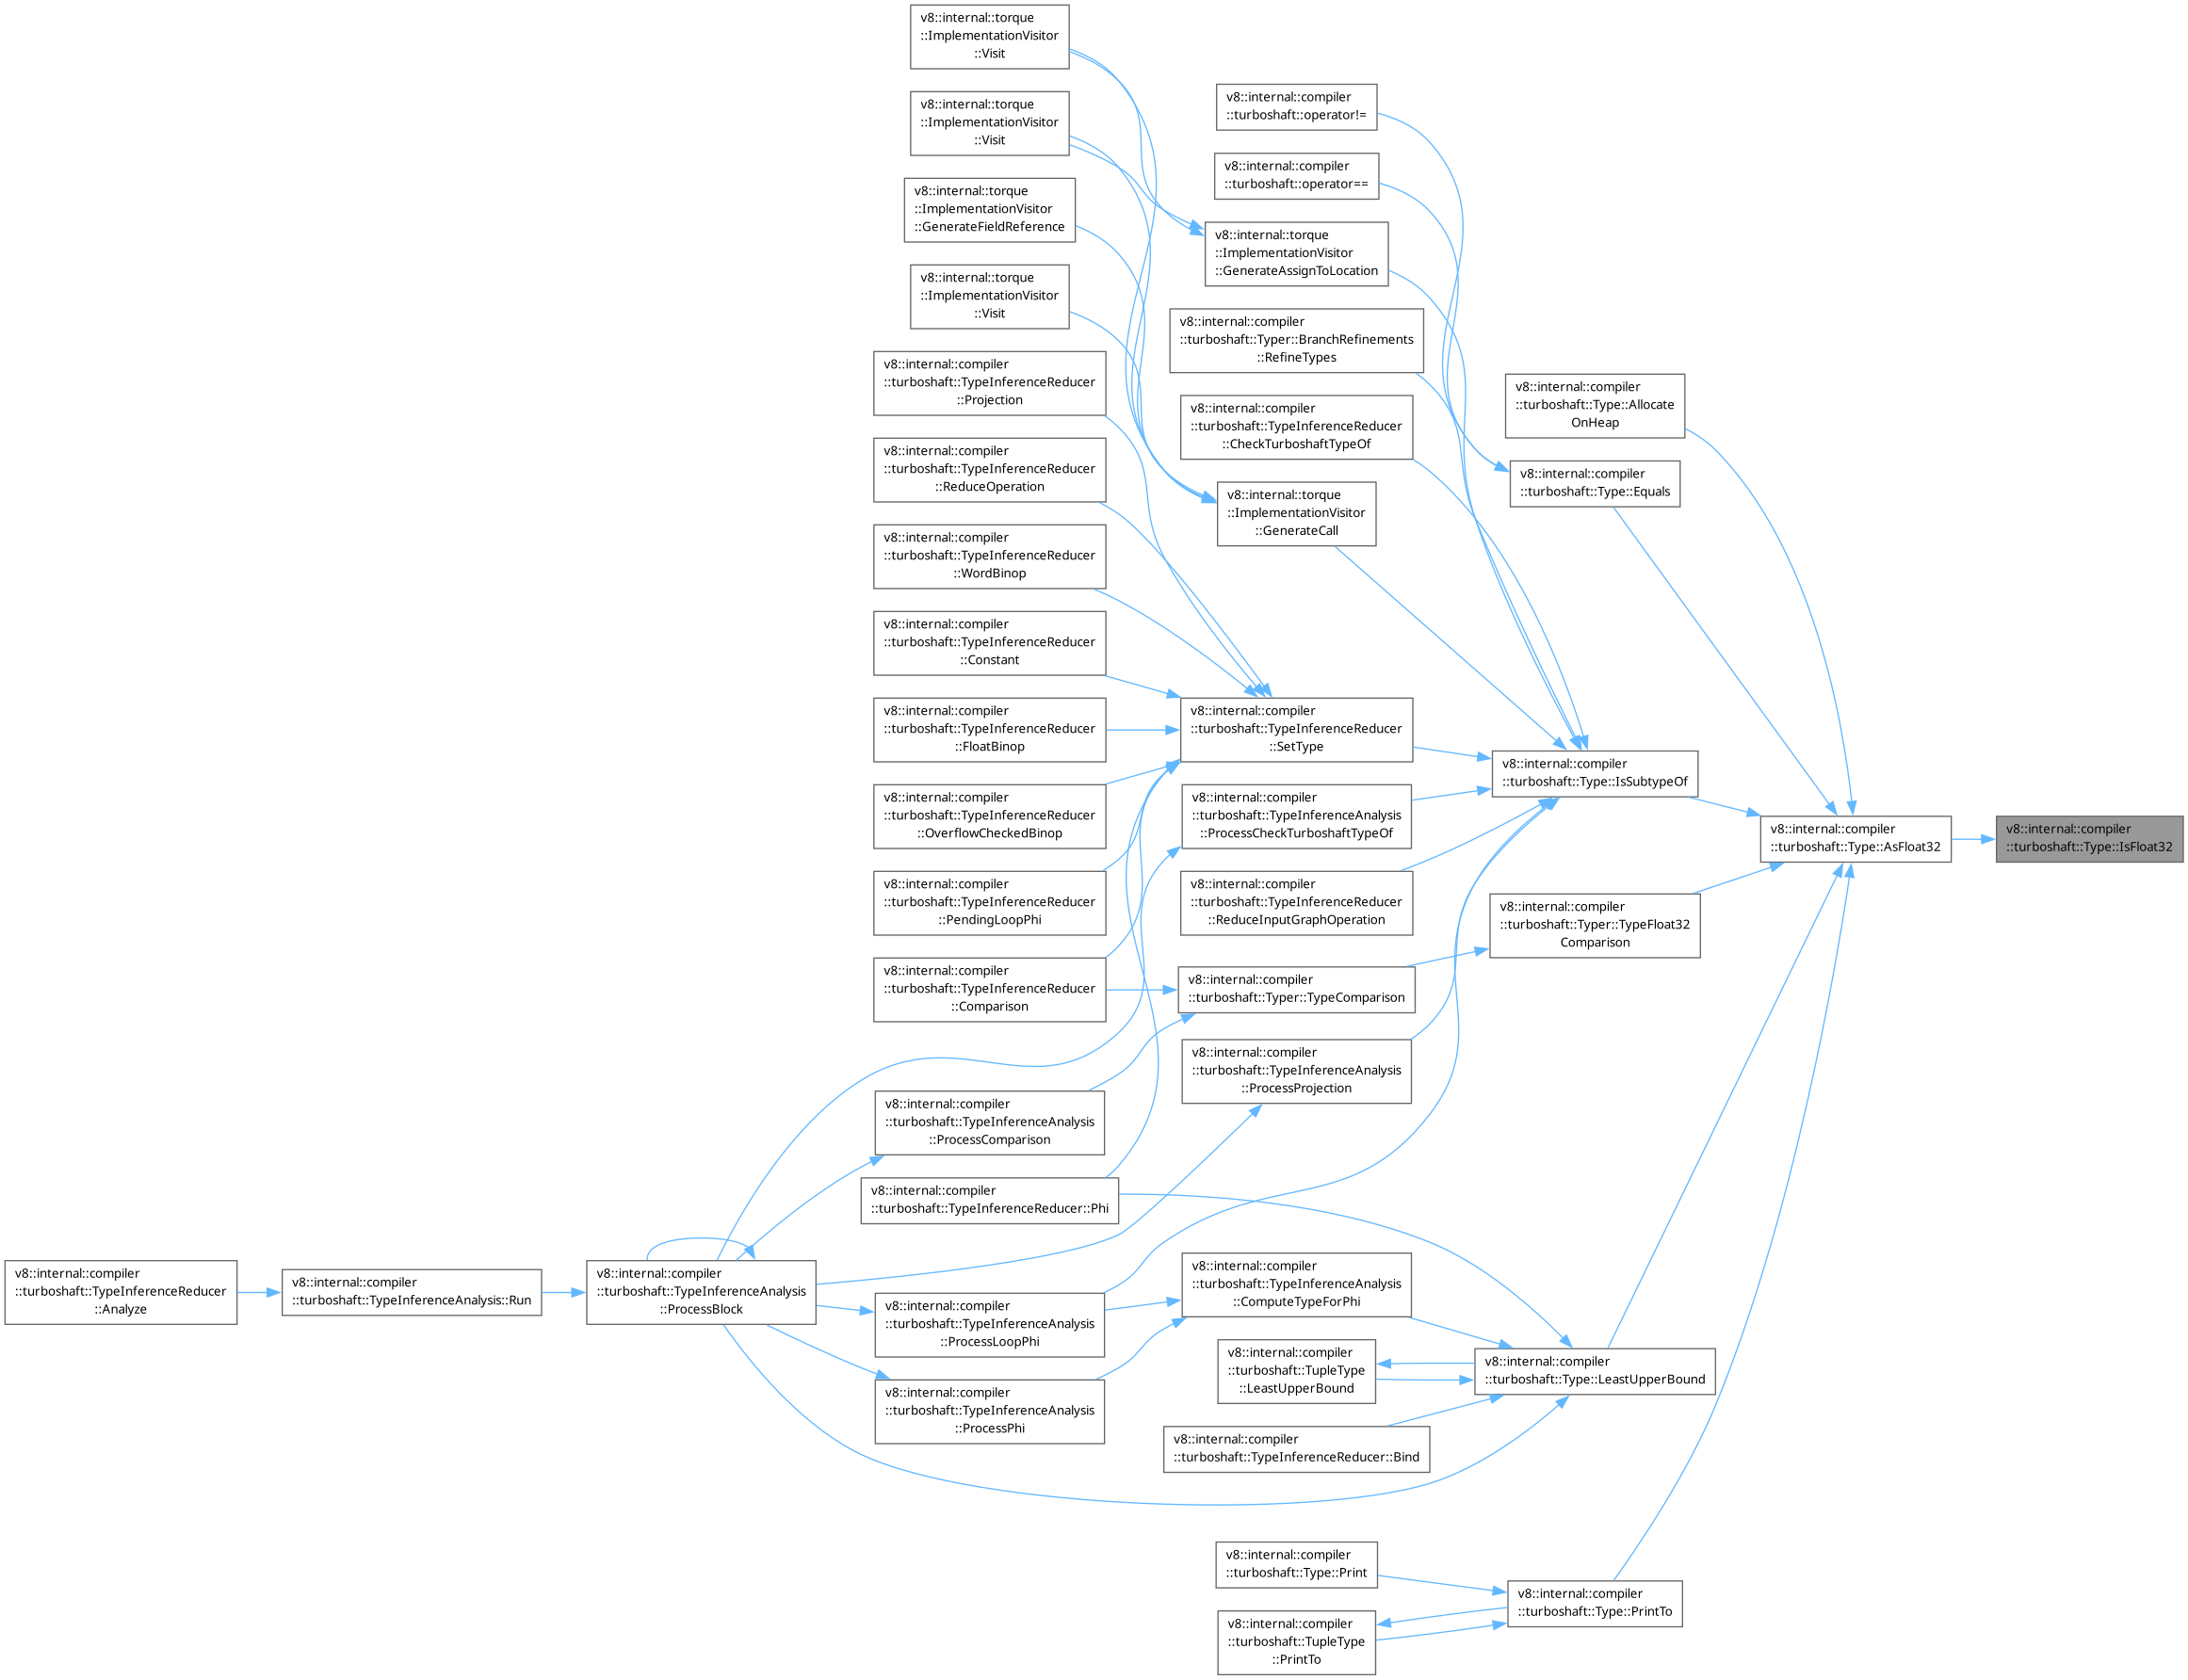 v8::internal::torque
::ImplementationVisitor
::Visit
v8::internal::torque
::ImplementationVisitor
::Visit
v8::internal::torque
::ImplementationVisitor
::GenerateFieldReference
v8::internal::torque
::ImplementationVisitor
::Visit
v8::internal::compiler
::turboshaft::TypeInferenceReducer
::Projection
v8::internal::compiler
::turboshaft::TypeInferenceReducer
::ReduceOperation
v8::internal::compiler
::turboshaft::TypeInferenceReducer
::WordBinop
v8::internal::compiler
::turboshaft::TypeInferenceReducer
::Constant
v8::internal::compiler
::turboshaft::TypeInferenceReducer
::FloatBinop
v8::internal::compiler
::turboshaft::TypeInferenceReducer
::OverflowCheckedBinop
v8::internal::compiler
::turboshaft::TypeInferenceReducer
::PendingLoopPhi
v8::internal::compiler
::turboshaft::TypeInferenceReducer
::Comparison
v8::internal::compiler
::turboshaft::TypeInferenceAnalysis
::ProcessComparison
v8::internal::compiler
::turboshaft::TypeInferenceReducer::Phi
v8::internal::compiler
::turboshaft::TypeInferenceReducer
::Analyze
v8::internal::compiler
::turboshaft::TypeInferenceAnalysis::Run
v8::internal::compiler
::turboshaft::TypeInferenceAnalysis
::ProcessBlock
v8::internal::compiler
::turboshaft::TypeInferenceAnalysis
::ProcessLoopPhi
v8::internal::compiler
::turboshaft::TypeInferenceAnalysis
::ProcessPhi
v8::internal::compiler
::turboshaft::operator!=
v8::internal::compiler
::turboshaft::operator==
v8::internal::torque
::ImplementationVisitor
::GenerateAssignToLocation
v8::internal::compiler
::turboshaft::Typer::BranchRefinements
::RefineTypes
v8::internal::compiler
::turboshaft::TypeInferenceReducer
::CheckTurboshaftTypeOf
v8::internal::torque
::ImplementationVisitor
::GenerateCall
v8::internal::compiler
::turboshaft::TypeInferenceReducer
::SetType
v8::internal::compiler
::turboshaft::TypeInferenceAnalysis
::ProcessCheckTurboshaftTypeOf
v8::internal::compiler
::turboshaft::TypeInferenceReducer
::ReduceInputGraphOperation
v8::internal::compiler
::turboshaft::Typer::TypeComparison
v8::internal::compiler
::turboshaft::TypeInferenceAnalysis
::ProcessProjection
v8::internal::compiler
::turboshaft::TypeInferenceAnalysis
::ComputeTypeForPhi
v8::internal::compiler
::turboshaft::TupleType
::LeastUpperBound
v8::internal::compiler
::turboshaft::TypeInferenceReducer::Bind
v8::internal::compiler
::turboshaft::Type::Print
v8::internal::compiler
::turboshaft::TupleType
::PrintTo
v8::internal::compiler
::turboshaft::Type::Allocate
OnHeap
v8::internal::compiler
::turboshaft::Type::Equals
v8::internal::compiler
::turboshaft::Type::IsSubtypeOf
v8::internal::compiler
::turboshaft::Typer::TypeFloat32
Comparison
v8::internal::compiler
::turboshaft::Type::LeastUpperBound
v8::internal::compiler
::turboshaft::Type::PrintTo
v8::internal::compiler
::turboshaft::Type::AsFloat32
v8::internal::compiler
::turboshaft::Type::IsFloat32